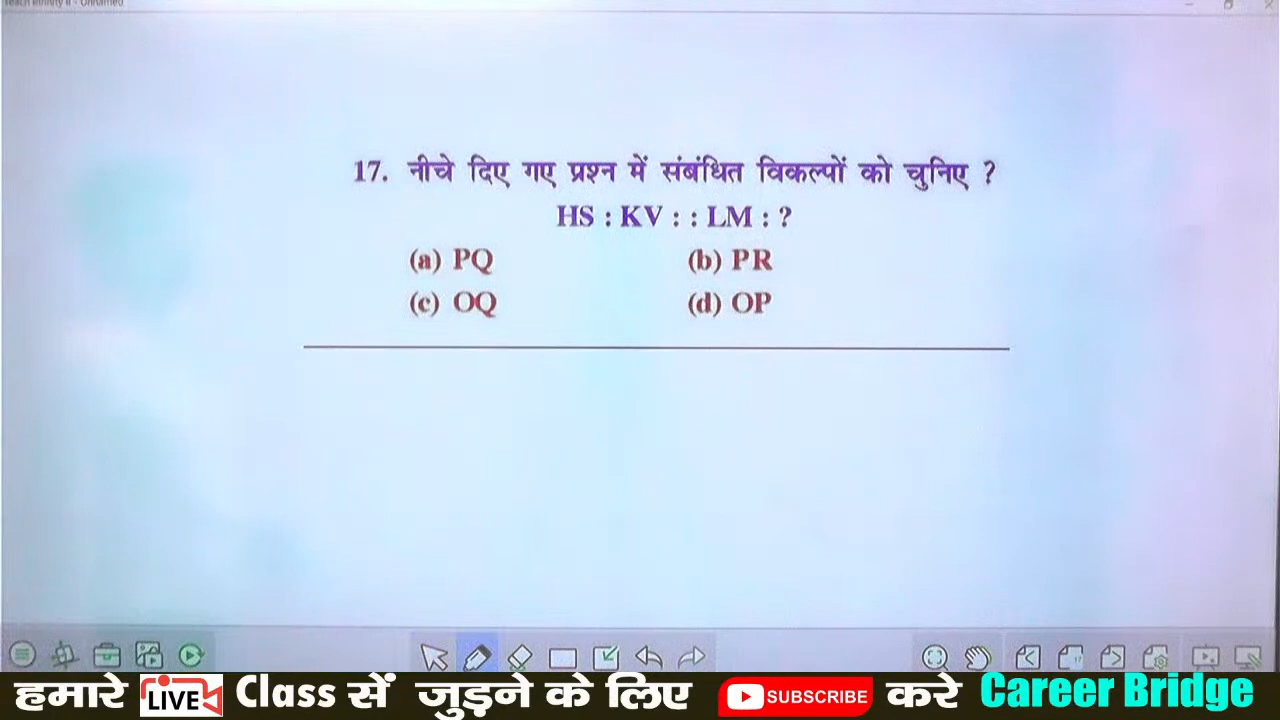 17. नीचे दिए गए प्रश्न में संबंधित विकल्पों को चुनिए ?
HS : KV : : LM : ?
(a) PQ (b) PR
(c) OQ (d) OP
हमारे LIVE Class सें जुड़ने के लिए SUBSCRIBE करे Career Bridge